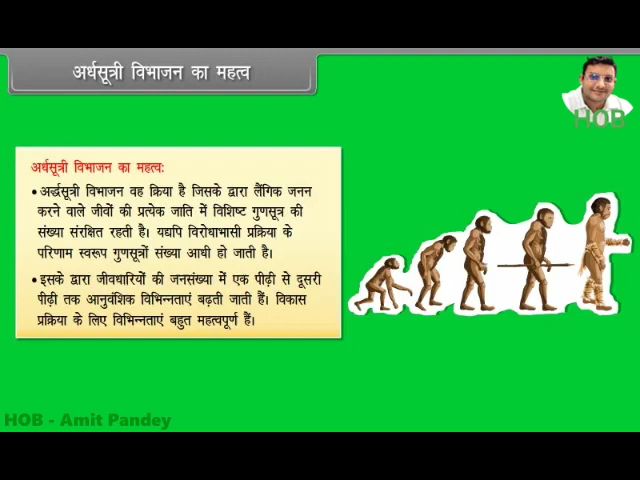 अर्धसूत्री विभाजन का महत्व
HOB
अर्धसूत्री विभाजन का महत्व:
• अर्द्धसूत्री विभाजन वह क्रिया है जिसके द्वारा लैंगिक जनन
करने वाले जीवों की प्रत्येक जाति में विशिष्ट गुणसूत्र की
संख्या संरक्षित रहती है। यद्यपि विरोधाभासी प्रक्रिया के
परिणाम स्वरूप गुणसूत्रों संख्या आधी हो जाती है।
• इसके द्वारा जीवधारियों की जनसंख्या में एक पीढ़ी से दूसरी
पीढ़ी तक आनुवंशिक विभिन्नताएं बढ़ती जाती हैं। विकास
प्रक्रिया के लिए विभिन्नताएं बहुत महत्वपूर्ण हैं।
HOB - Amit Pandey